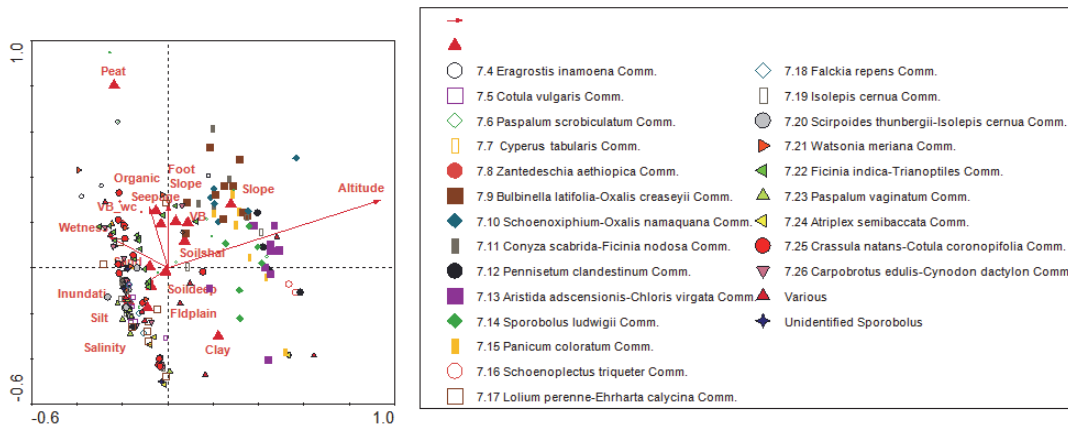 1.0
Peat
Foot
Organic
Slope
Slope
Altitude
Seepage
VB_wc
VB
Wetness
Soilshal
Inundati
Soildeep
Silt
Fldplain
Salinity
Clay
-0.6
-0.6
1.0
7.4 Eragrostis inamoena Comm.
7.5 Cotula vulgaris Comm.
7.6 Paspalum scrobiculatum Comm.
7.7 Cyperus tabularis Comm.
7.8 Zantedeschia aethiopica Comm.
7.9 Bulbinella latifolia-Oxalis creaseyii Comm.
7.10 Schoenoxiphium-Oxalis namaquana Comm.
7.11 Conyza scabrida-Ficnia nodosa Comm.
7.12 Pennisetum clandestinum Comm.
7.13 Aristida adscensionis-Chloris virgata Comm.
7.14 Sporobolus ludwigii Comm.
7.15 Panicum coloratum Comm.
7.16 Schoenoplectus triqueter Comm.
7.17 Lolium perenne-Ehrharta calycina Comm.
7.18 Falckia repens Comm.
7.19 Isolepis cernua Comm.
7.20 Scirpoides thunbergii-Isolepis cernua Comm.
7.21 Watsonia meriana Comm.
7.22 Ficinia indica-Trianoptiles Comm.
7.23 Paspalum vaginatum Comm.
7.24 Atriplex semibaccata Comm.
7.25 Crassula natans-Cotula coronopifolia Comm.
7.26 Carpobrotus edulis-Cynodon dactylon Comm
Various
Unidentified Sporobolus